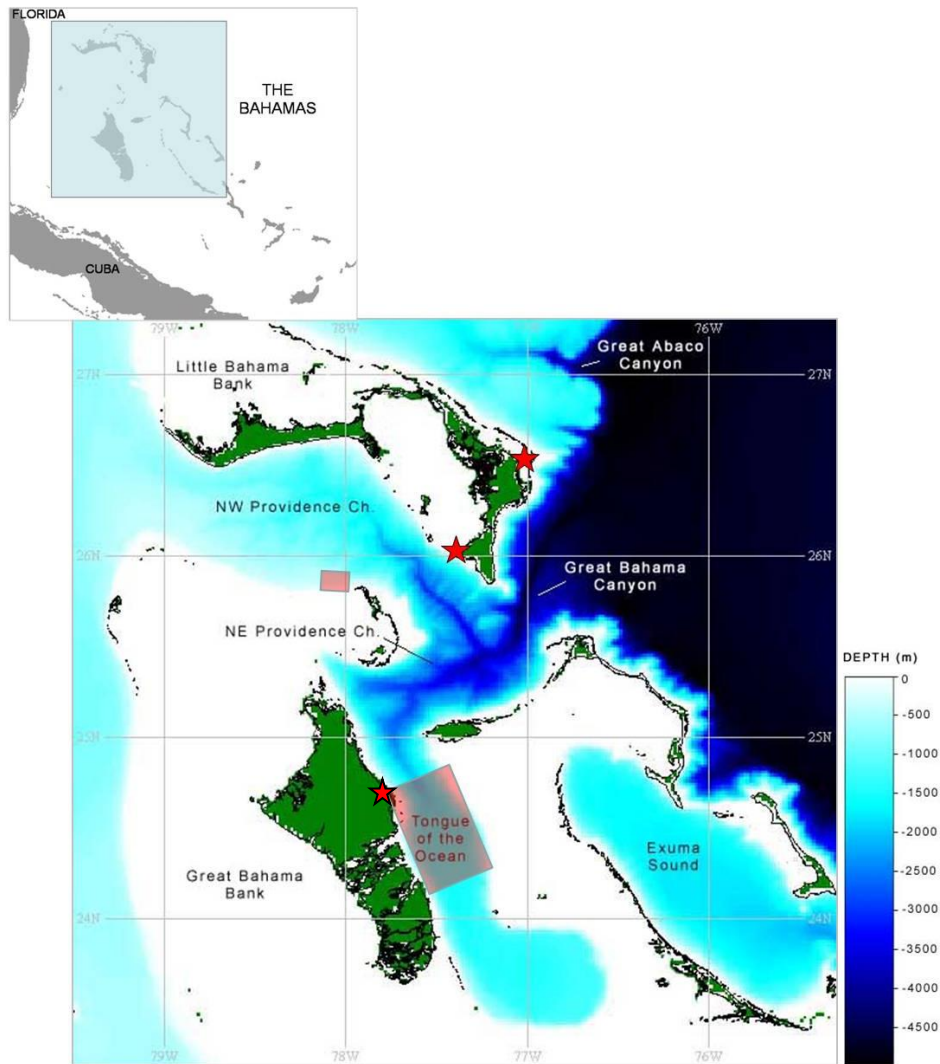 FLORIDA
THE
BAHAMAS
CUBA
79W 78W 76W
Great Abaco
Canyon
27N 27N
Little Bahama
Bank
NW Providence Ch.
26N 26N
Great Bahama
Canyon
NE Providence Ch.
DEPTH (m)
0
-500
-1000
-1500
-2000
-2500
-3000
-3500
-4000
-4500
25N 25N
Tongue
of the
Ocean
Exuma
Sound
Great Bahama
Bank
24N 24N
79W 78W 77W 76W